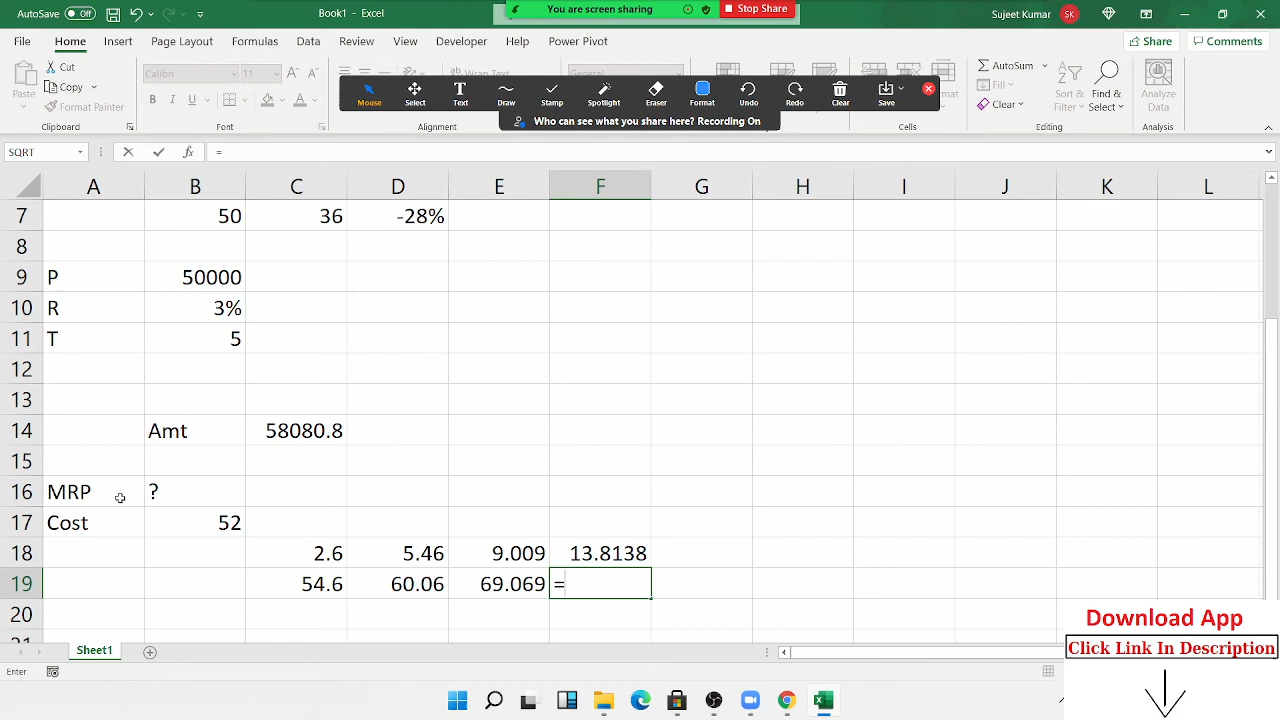 AutoSave Off Book1 - Excel You are screen sharing Stop Share Sujeet Kumar SK
File Home Insert Page Layout Formulas Data Review View Developer Help Power Pivot Share Comments
Cut
Copy
Format Painter
Paste
Clipboard
Calibri 11
B I U
Font
Wrap Text
Alignment
General
Cells
AutoSum
Fill
Clear
Sort & Filter
Find & Select
Editing
Analyze Data
Analysis
Mouse Select Text Draw Stamp Spotlight Eraser Format Undo Redo Clear Save
Who can see what you share here? Recording On
SQRT fx =
A B C D E F G H I J K L
7 50 36 -28%
8
9 P 50000
10 R 3%
11 T 5
12
13
14 Amt 58080.8
15
16 MRP ?
17 Cost 52
18 2.6 5.46 9.009 13.8138
19 54.6 60.06 69.069 =
20
21
Sheet1
Enter
Download App
Click Link In Description